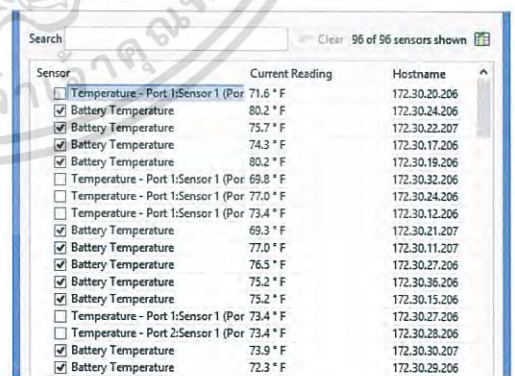 Search Clear 96 of 96 sensors shown
Sensor Current Reading Hostname
Temperature - Port 1:Sensor 1 (Por 71.6 ° F 172.30.20.206
Battery Temperature 80.2 ° F 172.30.24.206
Battery Temperature 75.7 ° F 172.30.22.207
Battery Temperature 74.3 ° F 172.30.17.206
Battery Temperature 80.2 ° F 172.30.19.206
Temperature - Port 1:Sensor 1 (Por 69.8 ° F 172.30.32.206
Temperature - Port 1:Sensor 1 (Por 77.0 ° F 172.30.24.206
Temperature - Port 1:Sensor 1 (Por 73.4 ° F 172.30.12.206
Battery Temperature 69.3 ° F 172.30.21.207
Battery Temperature 77.0 ° F 172.30.11.207
Battery Temperature 76.5 ° F 172.30.27.206
Battery Temperature 75.2 ° F 172.30.36.206
Battery Temperature 75.2 ° F 172.30.15.206
Temperature - Port 1:Sensor 1 (Por 73.4 ° F 172.30.27.206
Temperature - Port 2:Sensor 1 (Por 73.4 ° F 172.30.28.206
Battery Temperature 73.9 ° F 172.30.30.207
Battery Temperature 72.3 ° F 172.30.29.206